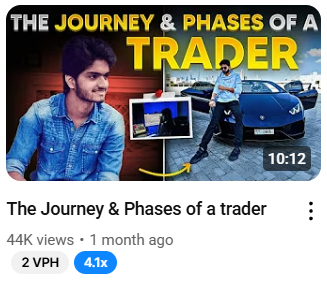 THE JOURNEY & PHASES OF A
TRADER
10:12
The Journey & Phases of a trader
44K views • 1 month ago
2 VPH
4.1x